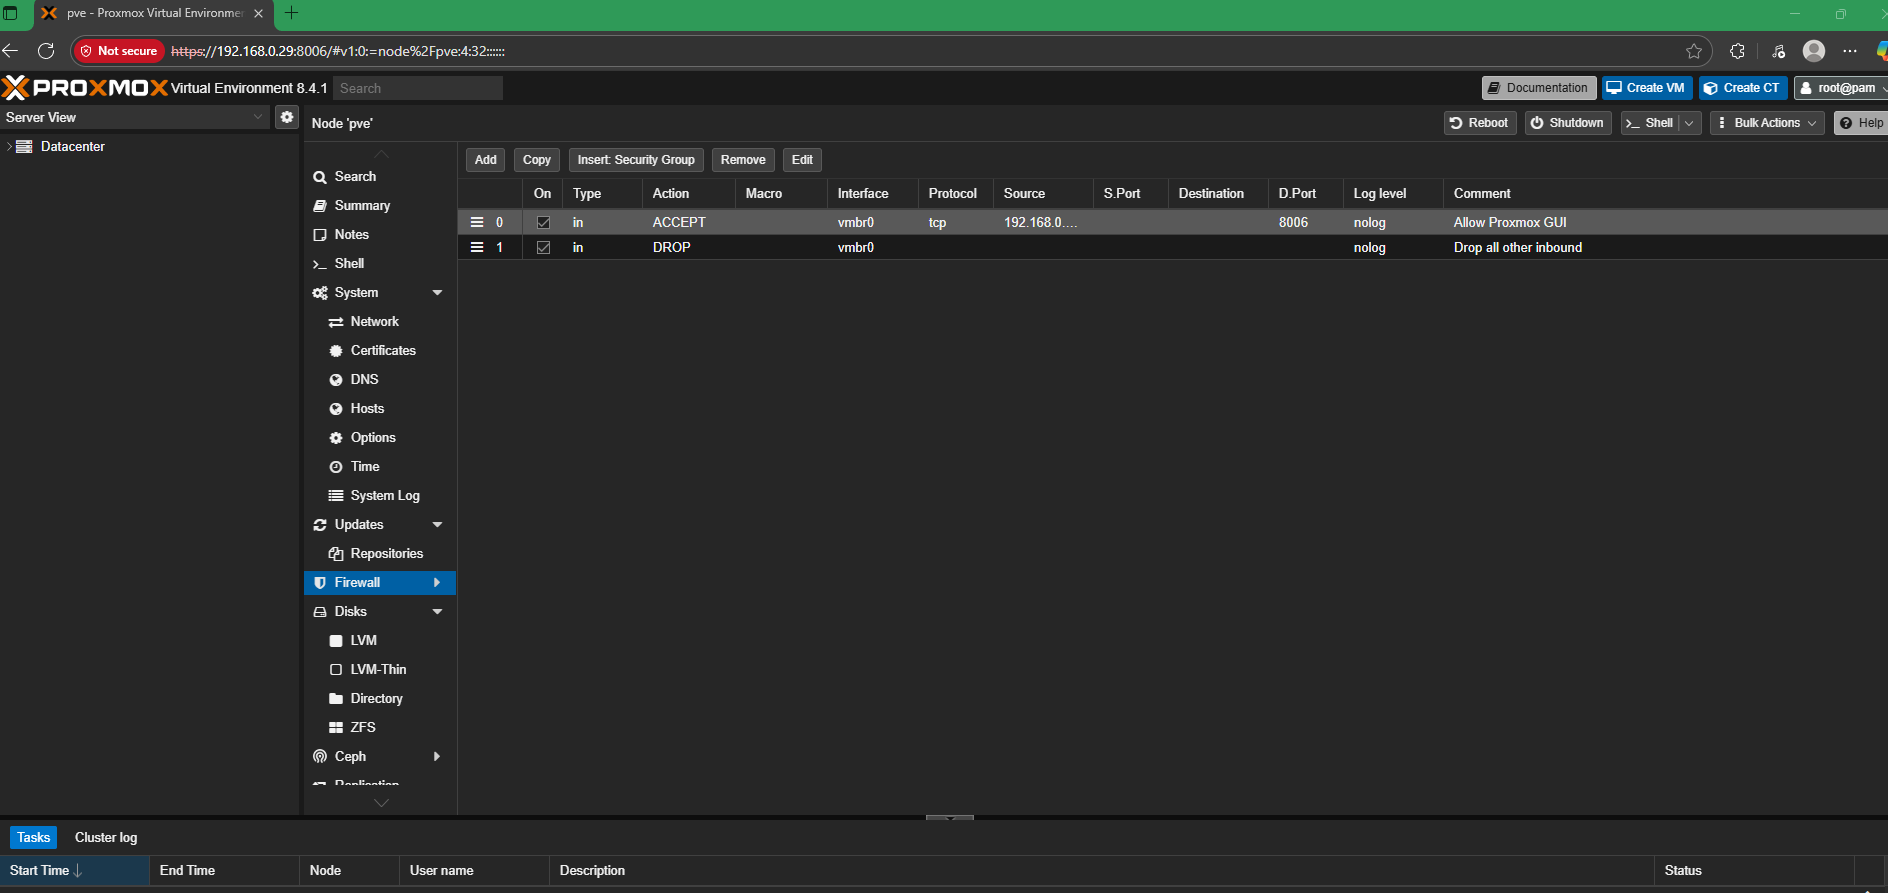 pve - Proxmox Virtual Environmer
Not secure https://192.168.0.29:8006/#v1:0:=node%2Fpve:4:32::::::
PROXMOX Virtual Environment 8.4.1 Search Documentation Create VM Create CT root@pam
Server View
Node 'pve' Reboot Shutdown Shell Bulk Actions Help
Datacenter
Add Copy Insert: Security Group Remove Edit
Search
Summary
Notes
Shell
System
Network
Certificates
DNS
Hosts
Options
Time
System Log
Updates
Repositories
Firewall
Disks
LVM
LVM-Thin
Directory
ZFS
Ceph
Replication
On Type Action Macro Interface Protocol Source S.Port Destination D.Port Log level Comment
0 in ACCEPT vmbr0 tcp 192.168.0.... 8006 nolog Allow Proxmox GUI
1 in DROP vmbr0 nolog Drop all other inbound
Tasks Cluster log
Start Time End Time Node User name Description Status